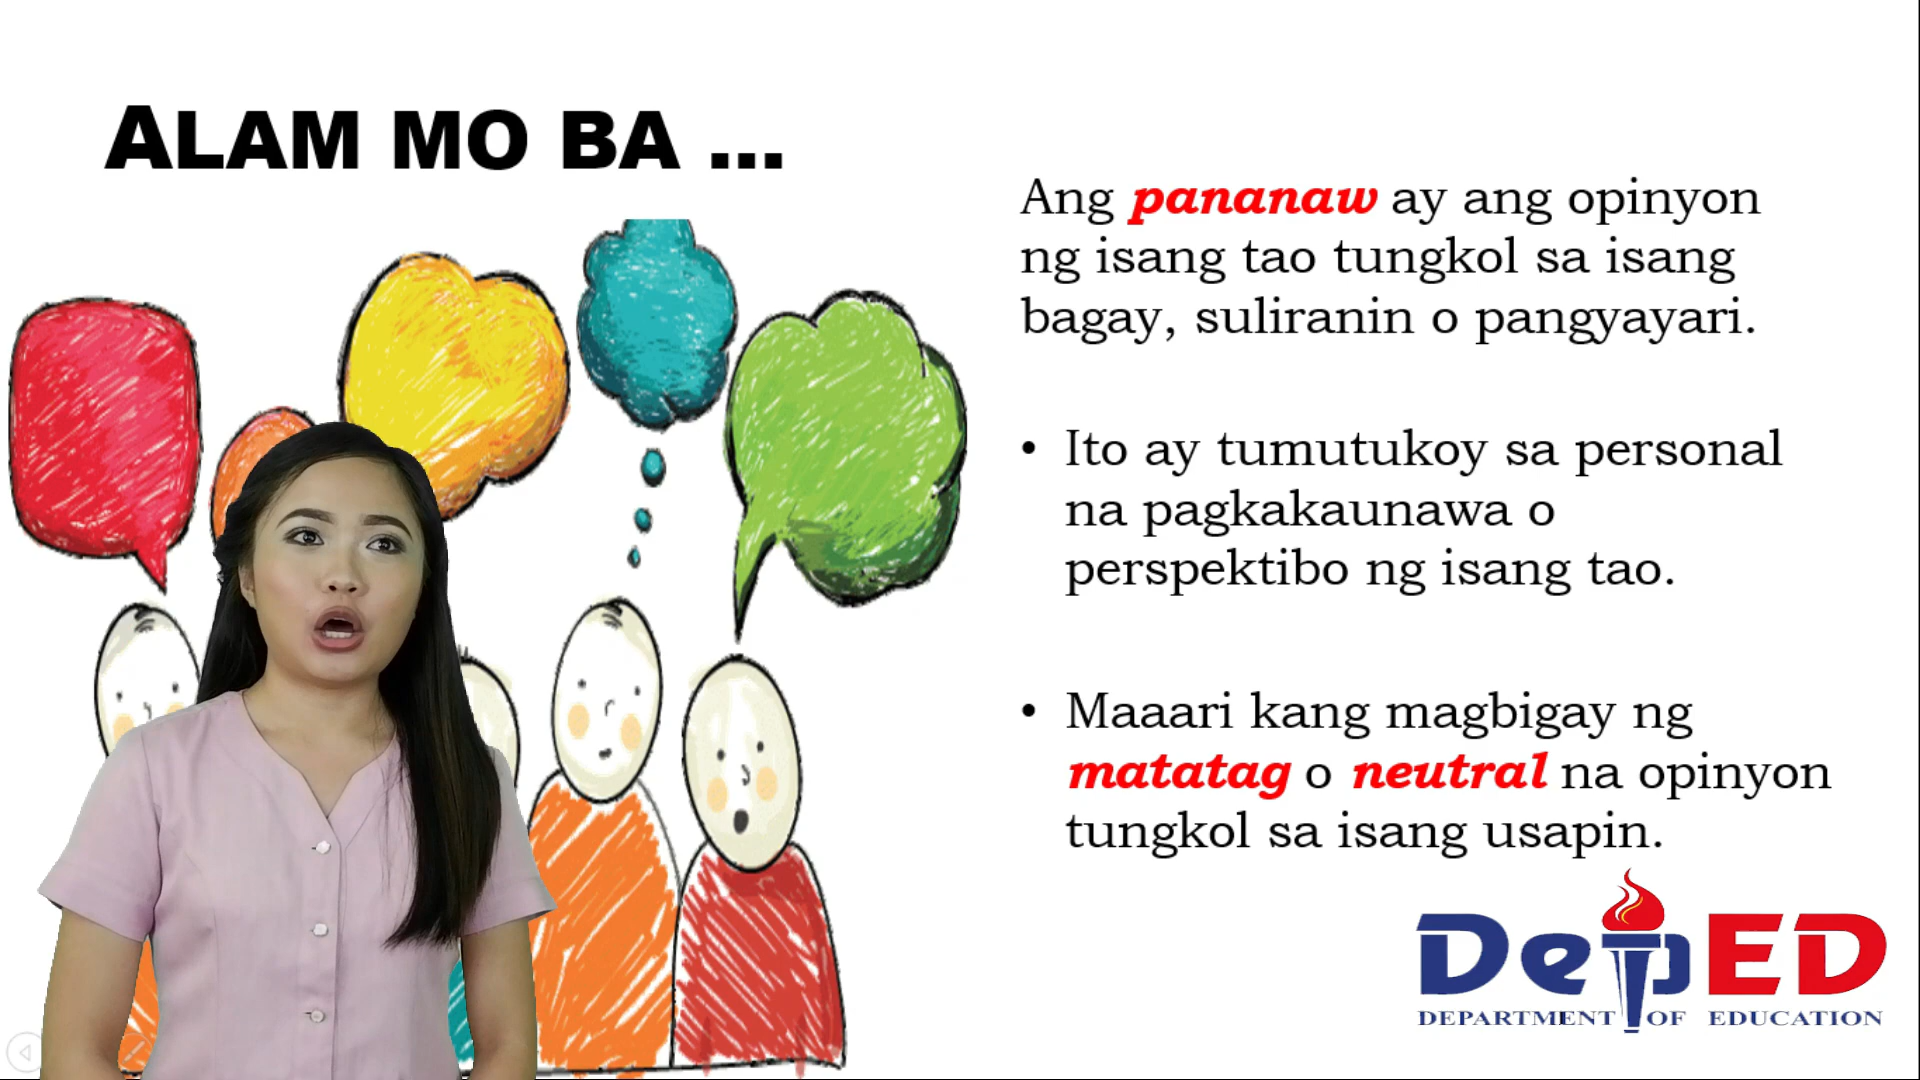 ALAM MO BA ...
Ang pananaw ay ang opinyon
ng isang tao tungkol sa isang
bagay, suliranin o pangyayari.
• Ito ay tumutukoy sa personal
na pagkakaunawa o
perspektibo ng isang tao.
• Maaari kang magbigay ng
matatag o neutral na opinyon
tungkol sa isang usapin.
DepED
DEPARTMENT OF EDUCATION